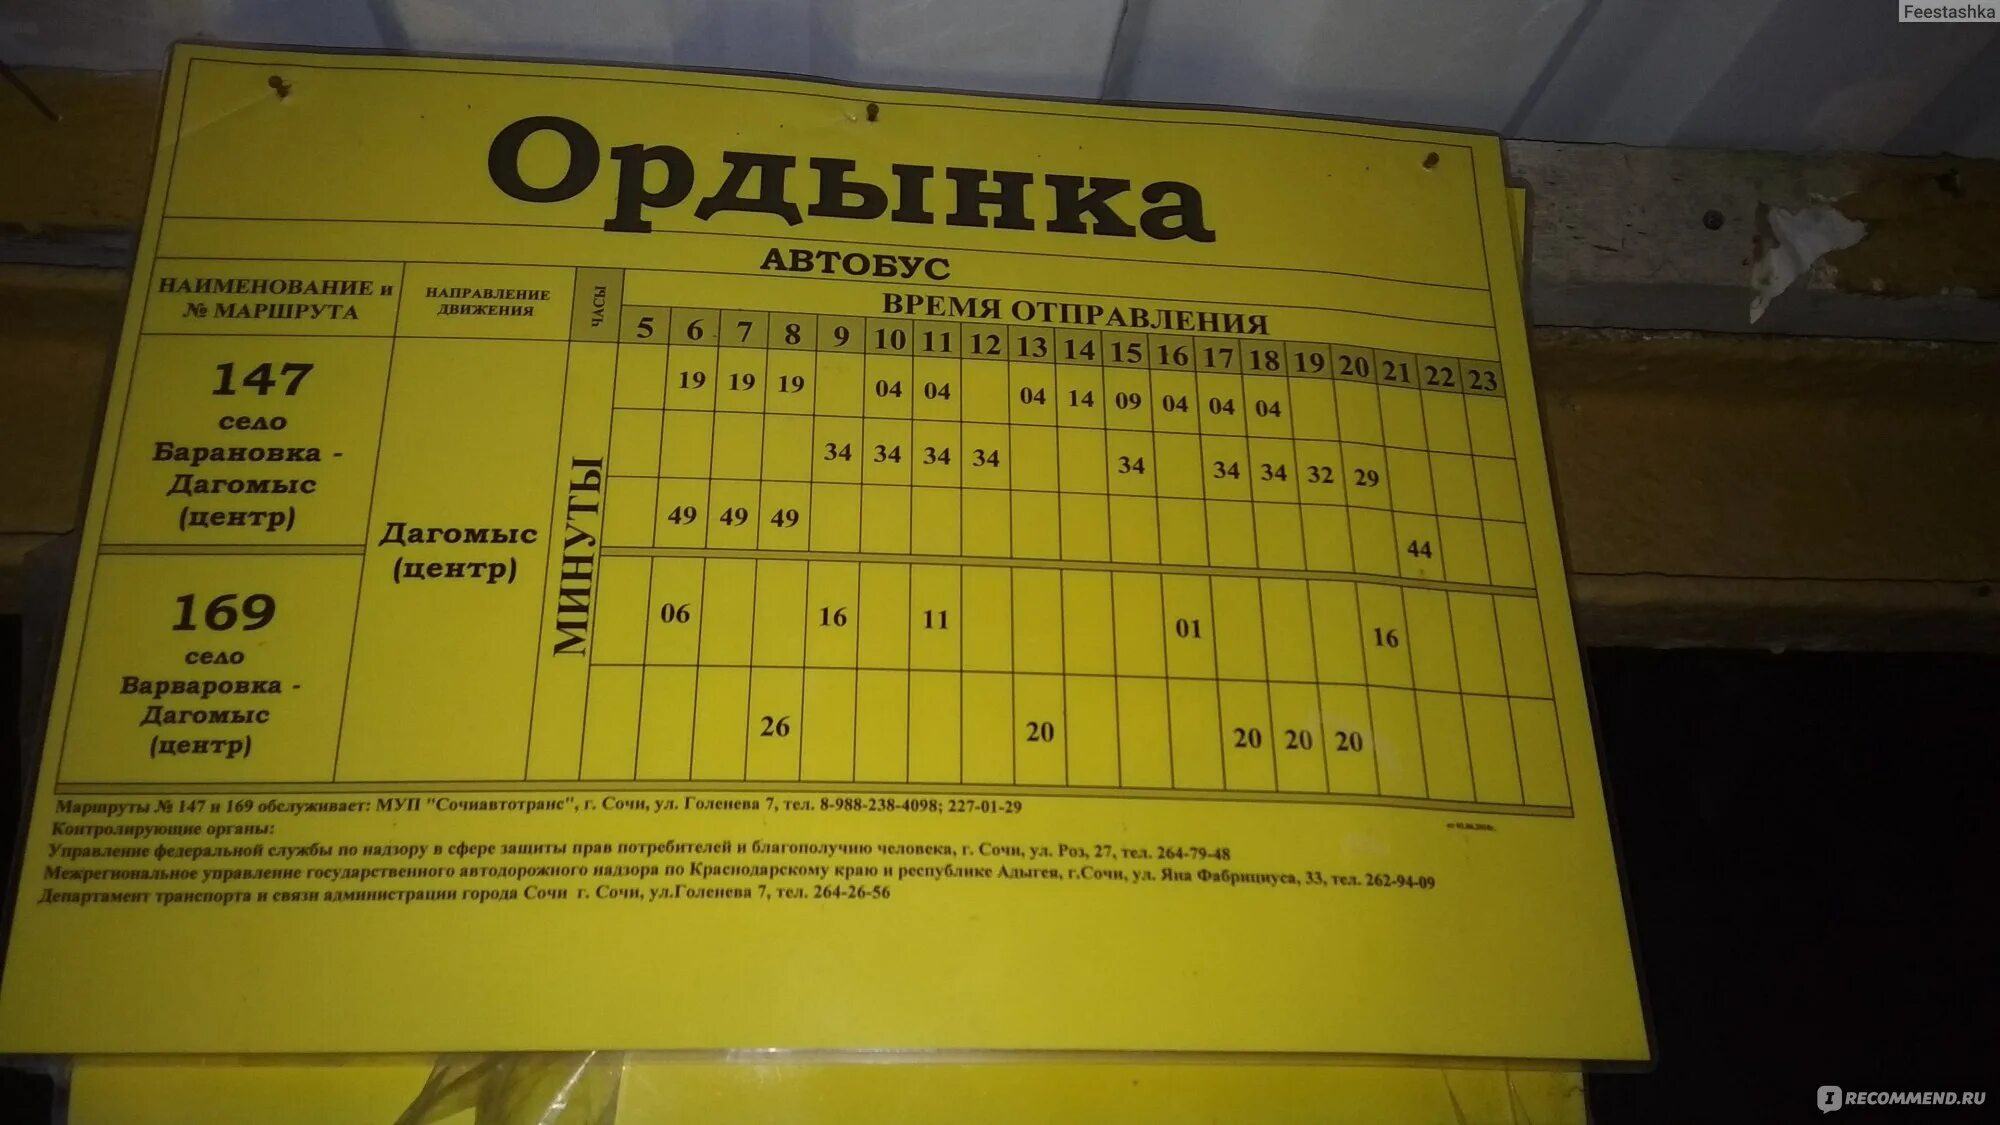 Feestashka
Ордынка
АВТОБУС
НАИМЕНОВАНИЕ и
№ МАРШРУТА
НАПРАВЛЕНИЕ
ДВИЖЕНИЯ
ЧАСЫ
ВРЕМЯ ОТПРАВЛЕНИЯ
5 6 7 8 9 10 11 12 13 14 15 16 17 18 19 20 21 22 23
147
село
Барановка -
Дагомыс
(центр)
Дагомыс
(центр)
МИНУТЫ
19 19 19 04 04 04 14 09 04 04 04
34 34 34 34 34 34 34 32 29
49 49 49 44
169
село
Варваровка -
Дагомыс
(центр)
06 16 11 01 16
26 20 20 20 20
Маршруты № 147 и 169 обслуживает: МУП "Сочиавтотранс", г. Сочи, ул. Голенева 7, тел. 8-988-238-4098; 227-01-29
Контролирующие органы:
Управление федеральной службы по надзору в сфере защиты прав потребителей и благополучию человека, г. Сочи, ул. Роз, 27, тел. 264-79-48
Межрегиональное управление государственного автодорожного надзора по Краснодарскому краю и республике Адыгея, г.Сочи, ул. Яна Фабрициуса, 33, тел. 262-94-09
Департамент транспорта и связи администрации города Сочи г. Сочи, ул.Голенева 7, тел. 264-26-56
IRECOMMEND.RU